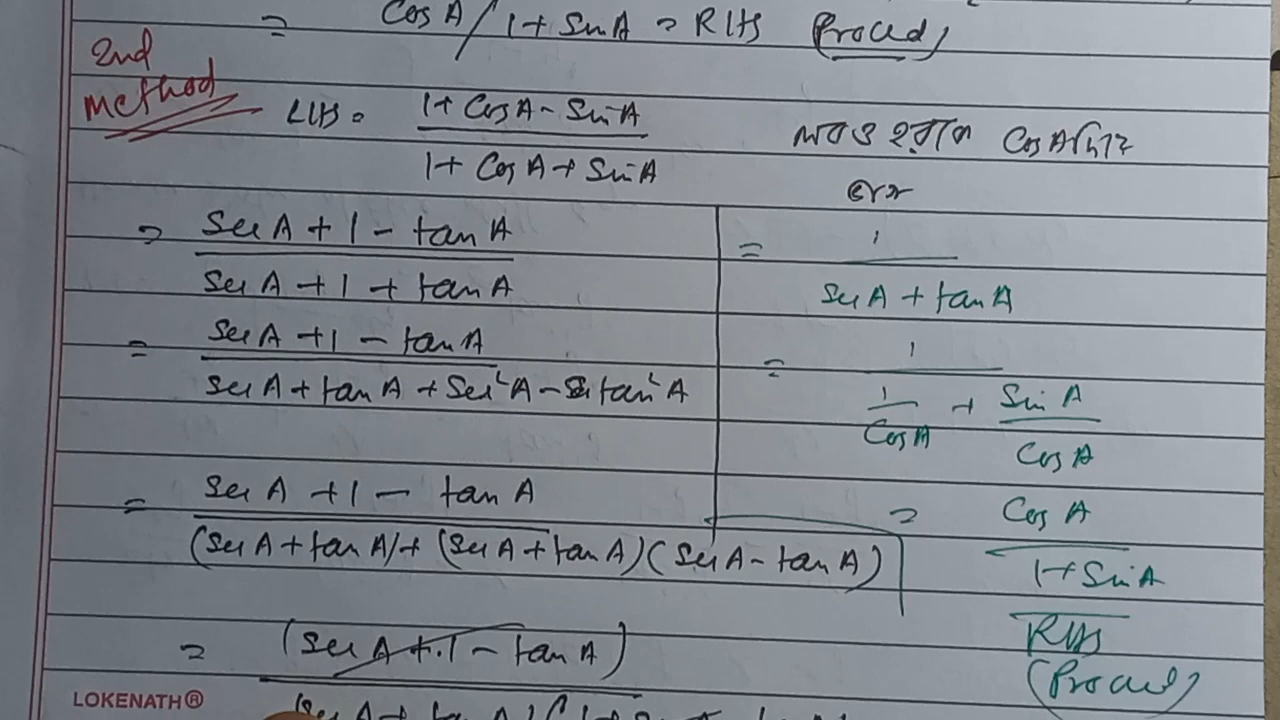 = Cos A / 1 + Sin A = RHS (Proved)
2nd
Method
LHS = 1 + Cos A - Sin A
1 + Cos A + Sin A
লব ও হরকে Cos A দিয়ে
= Sec A + 1 - tan A
Sec A + 1 + tan A
= Sec A + 1 - tan A
Sec A + tan A + Sec²A - tan²A
= Sec A + 1 - tan A
(Sec A + tan A) + (Sec A + tan A)(Sec A - tan A)
= (Sec A + 1 - tan A)
= 1
Sec A + tan A
= 1
1 + Sin A
Cos A Cos A
= Cos A
1 + Sin A
RHS
(Proved)
LOKENATH®